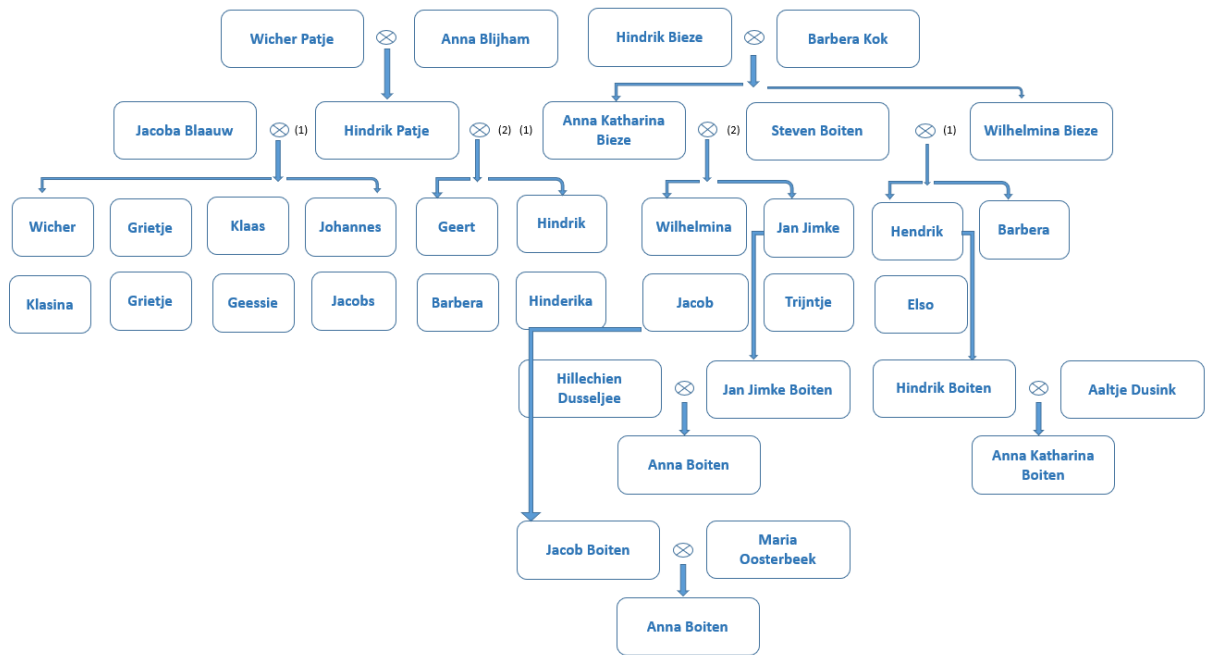 Wicher Patje
Anna Blijham
Hindrik Bieze
Barbera Kok
Jacoba Blaauw
(1)
Hindrik Patje
(2) (1)
Anna Katharina
Bieze
(2)
Steven Boiten
(1)
Wilhelmina Bieze
Wicher
Grietje
Klaas
Johannes
Geert
Hindrik
Wilhelmina
Jan Jimke
Hendrik
Barbera
Klasina
Grietje
Geessie
Jacobs
Barbera
Hinderika
Jacob
Trijntje
Elso
Hillechien
Dusseljee
Jan Jimke Boiten
Hindrik Boiten
Aaltje Dusink
Anna Boiten
Anna Katharina
Boiten
Jacob Boiten
Maria
Oosterbeek
Anna Boiten